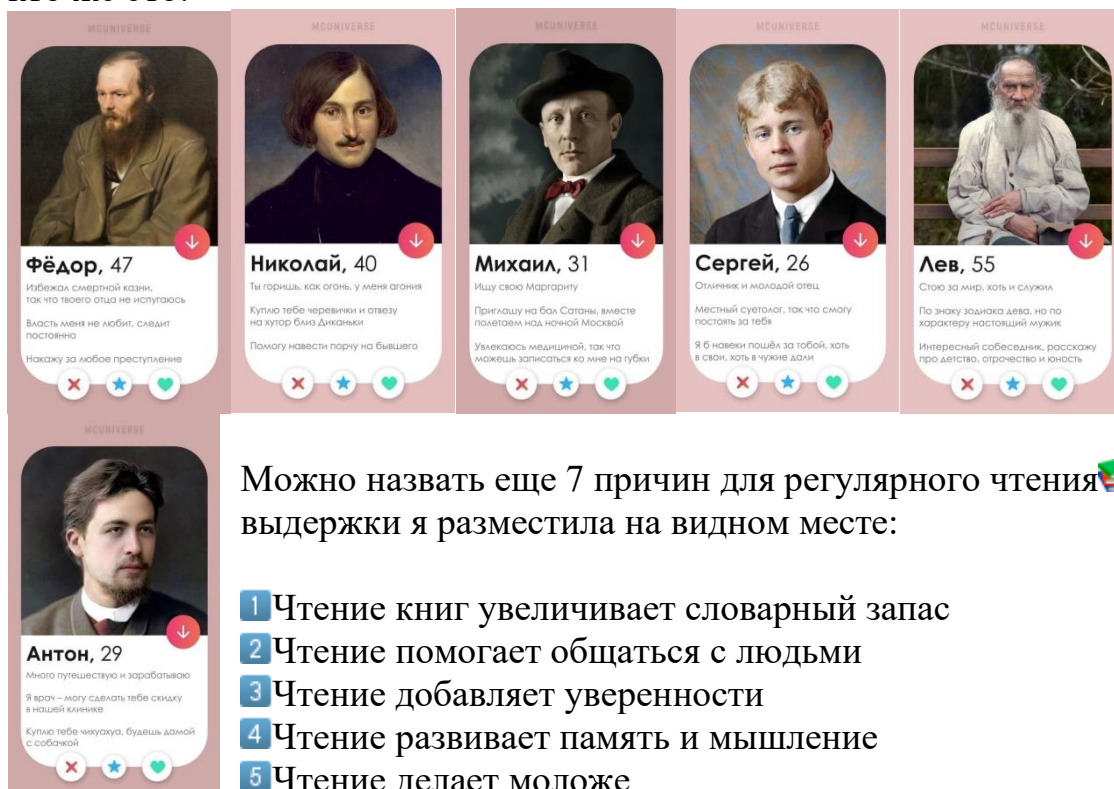 MCUNIVERSE
Фёдор, 47
Избежал смертной казни,
так что твоего отца не испугаюсь
Власть меня не любит, следит
постоянно
Накажу за любое преступление
MCUNIVERSE
Николай, 40
Ты горишь, как огонь, у меня агония
Куплю тебе черевички и отвезу
на хутор близ Диканьки
Помогу навести порчу на бывшего
MCUNIVERSE
Михаил, 31
Ищу свою Маргариту
Приглашу на бал Сатаны, вместе
полетаем над ночной Москвой
Увлекаюсь медициной, так что
можешь записаться ко мне на губки
MCUNIVERSE
Сергей, 26
Отличник и молодой отец
Местный суетолог, так что смогу
постоять за тебя
Я б навеки пошёл за тобой, хоть
в свои, хоть в чужие дали
MCUNIVERSE
Лев, 55
Стою за мир, хоть и служил
По знаку зодиака дева, но по
характеру настоящий мужик
Интересный собеседник, расскажу
про детство, отрочество и юность
MCUNIVERSE
Антон, 29
Много путешествую и зарабатываю
Я врач – могу сделать тебе скидку
в нашей клинике
Куплю тебе чихуахуа, будешь дамой
с собачкой
Можно назвать еще 7 причин для регулярного чтения
выдержки я разместила на видном месте:
1 Чтение книг увеличивает словарный запас
2 Чтение помогает общаться с людьми
3 Чтение добавляет уверенности
4 Чтение развивает память и мышление
5 Чтение делает моложе